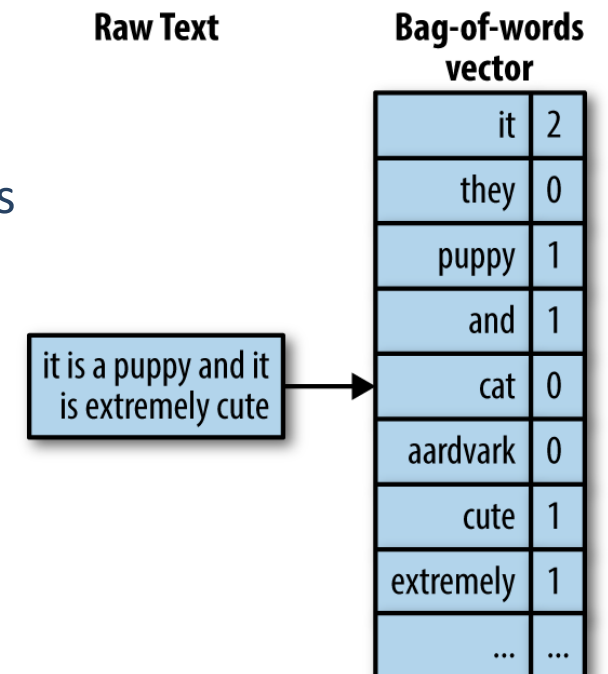 Raw Text
Bag-of-words
vector
s
it is a puppy and it
is extremely cute
it 2
they 0
puppy 1
and 1
cat 0
aardvark 0
cute 1
extremely 1
... ...